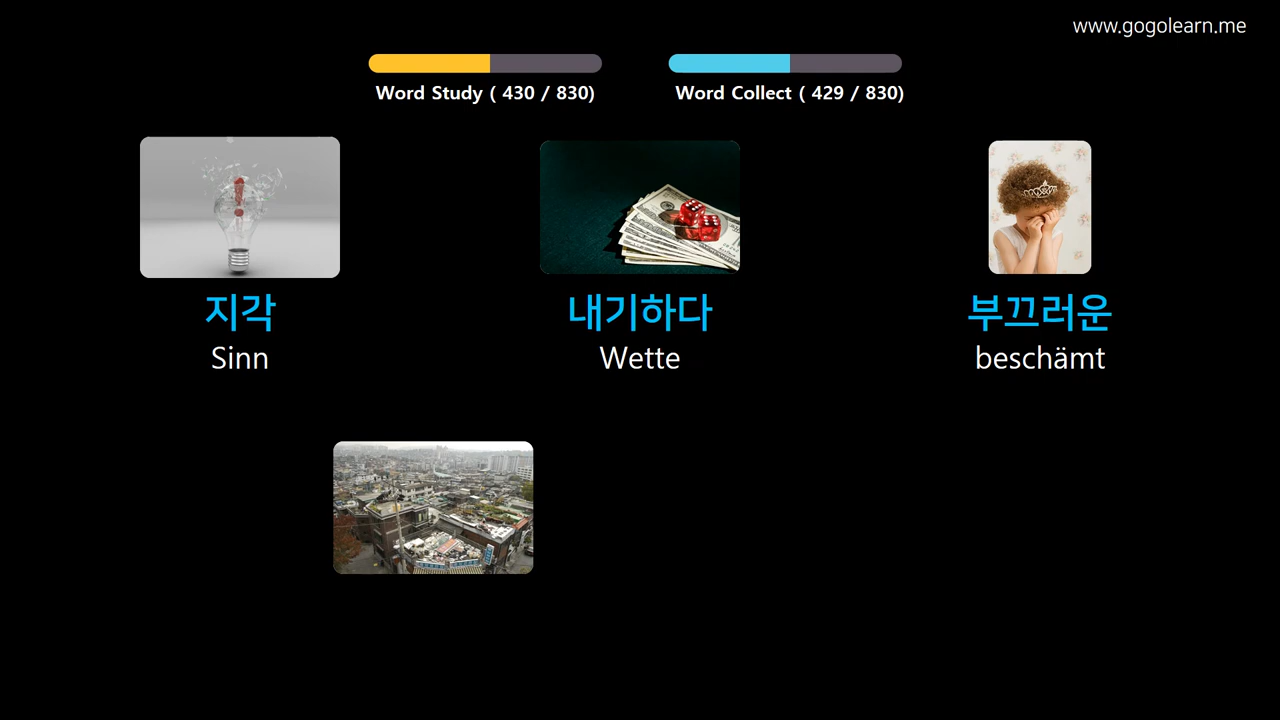 www.gogolearn.me
Word Study ( 430 / 830)
Word Collect ( 429 / 830)
지각
내기하다
부끄러운
Sinn
Wette
beschämt